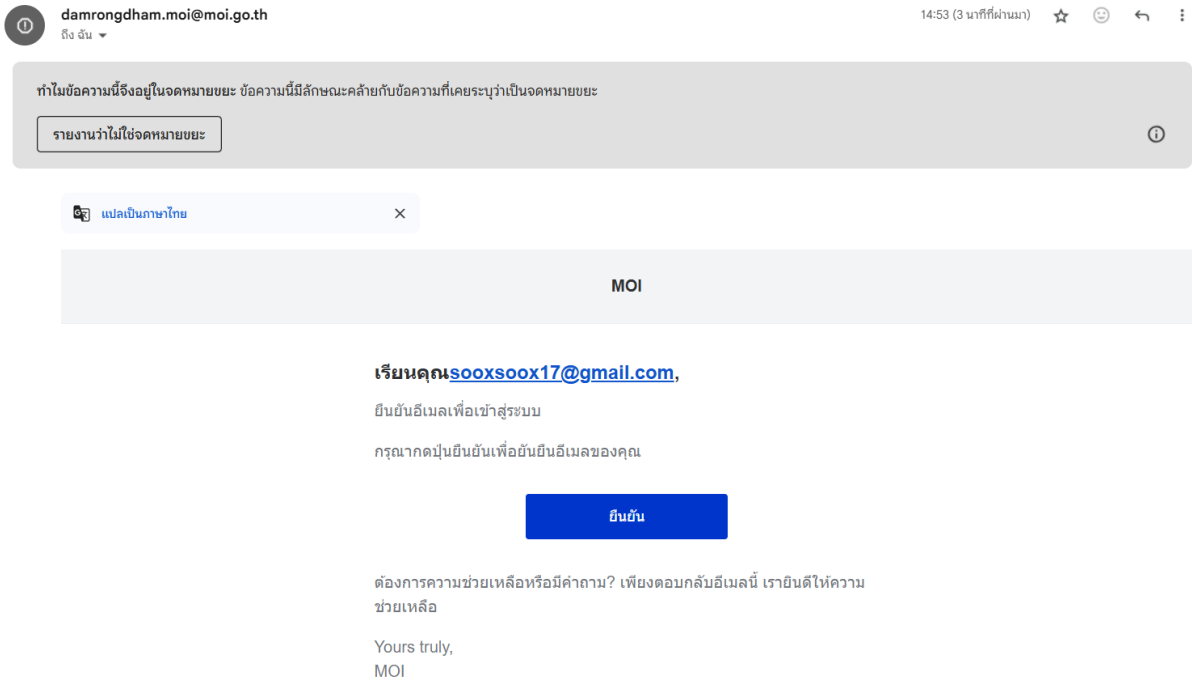 damrongdham.moi@moi.go.th
14:53 (3 นาทีที่ผ่านมา)
ถึง ฉัน
ทำไมข้อความนี้จึงอยู่ในจดหมายขยะ ข้อความนี้มีลักษณะคล้ายกับข้อความที่เคยระบุว่าเป็นจดหมายขยะ
รายงานว่าไม่ใช่จดหมายขยะ
แปลเป็นภาษาไทย
MOI
เรียนคุณsooxsoox17@gmail.com,
ยืนยันอีเมลเพื่อเข้าสู่ระบบ
กรุณากดปุ่มยืนยันเพื่อยันยืนอีเมลของคุณ
ยืนยัน
ต้องการความช่วยเหลือหรือมีคำถาม? เพียงตอบกลับอีเมลนี้ เรายินดีให้ความ
ช่วยเหลือ
Yours truly,
MOI